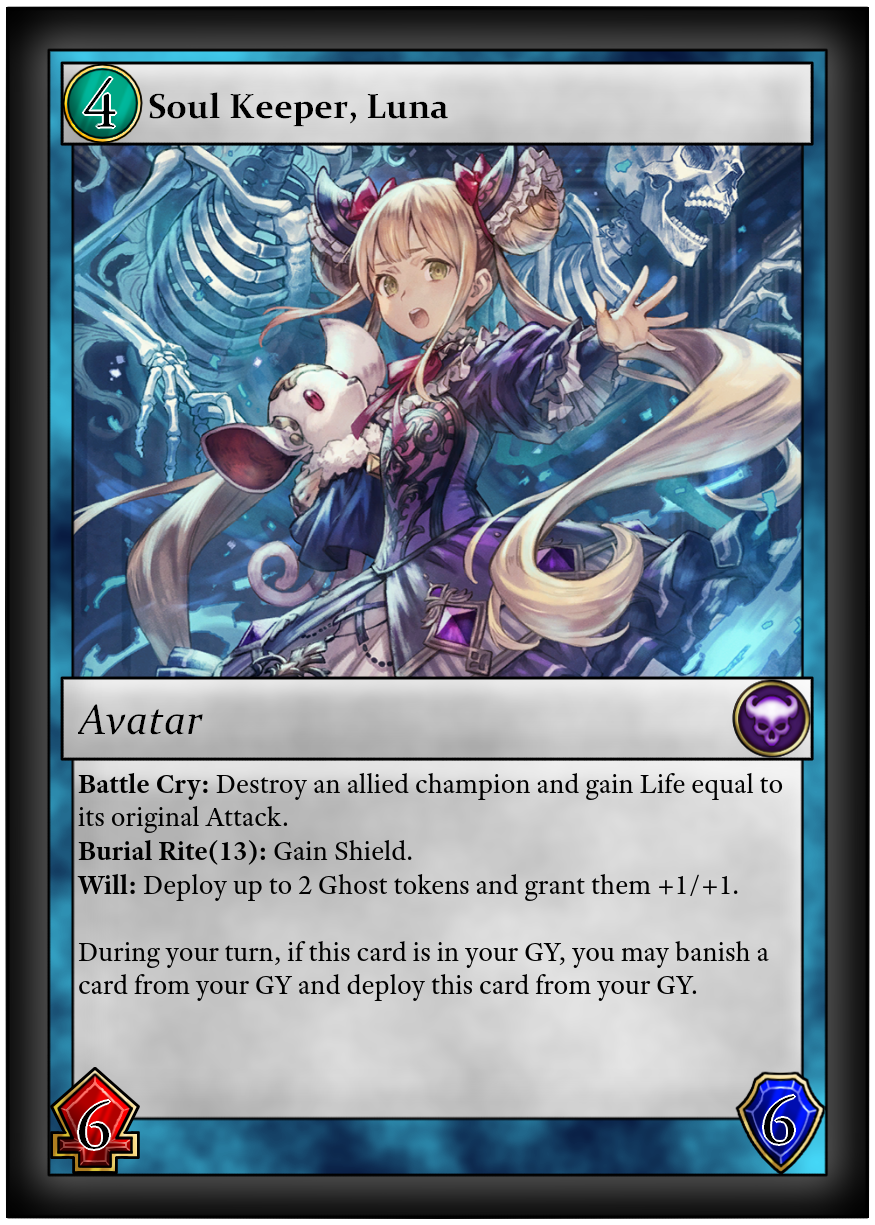 4 Soul Keeper, Luna
Avatar
Battle Cry: Destroy an allied champion and gain Life equal to
its original Attack.
Burial Rite(13): Gain Shield.
Will: Deploy up to 2 Ghost tokens and grant them +1/+1.
During your turn, if this card is in your GY, you may banish a
card from your GY and deploy this card from your GY.
6 6